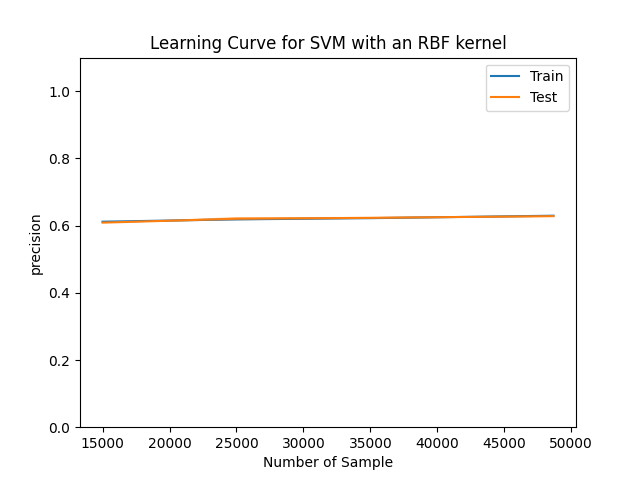 Learning Curve for SVM with an RBF kernel
Train
Test
1.0
0.8
0.6
0.4
0.2
0.0
precision
15000 20000 25000 30000 35000 40000 45000 50000
Number of Sample